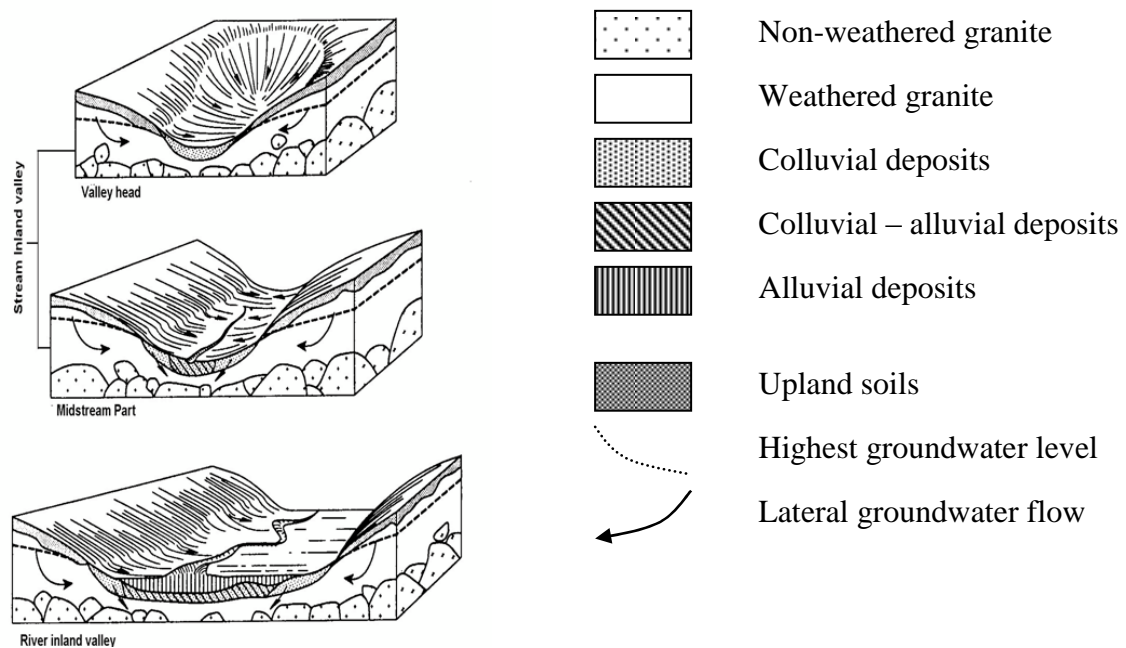 Stream Inland valley
Valley head
Midstream Part
River inland valley
Non-weathered granite
Weathered granite
Colluvial deposits
Colluvial – alluvial deposits
Alluvial deposits
Upland soils
Highest groundwater level
Lateral groundwater flow